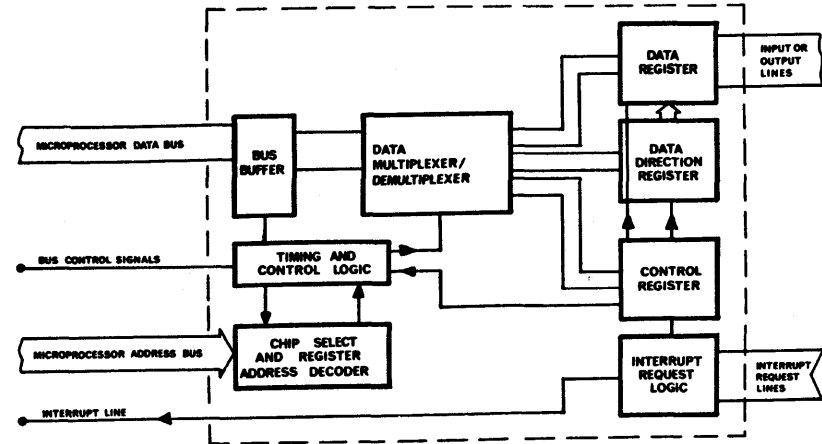 DATA
REGISTER
INPUT OR
OUTPUT
LINES
MICROPROCESSOR DATA BUS
BUS
BUFFER
DATA
MULTIPLEXER/
DEMULTIPLEXER
DATA
DIRECTION
REGISTER
BUS CONTROL SIGNALS
TIMING AND
CONTROL LOGIC
CONTROL
REGISTER
MICROPROCESSOR ADDRESS BUS
CHIP SELECT
AND REGISTER
ADDRESS DECODER
INTERRUPT
REQUEST
LOGIC
INTERRUPT
REQUEST
LINES
INTERRUPT LINE